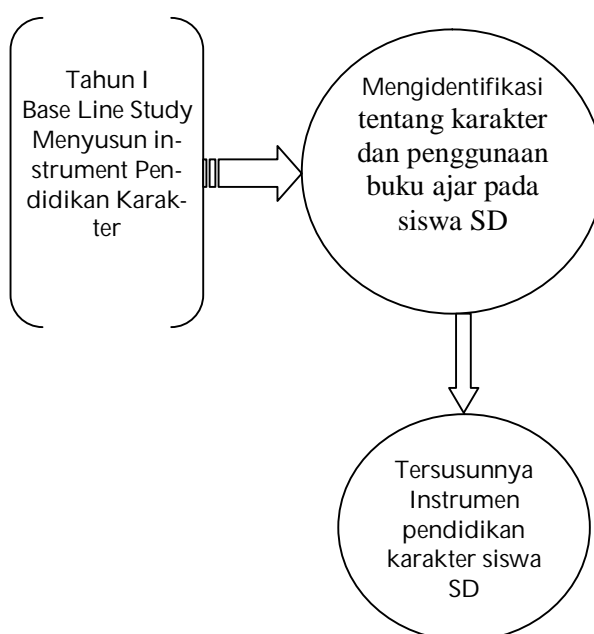 Tahun I
Base Line Study
Menyusun in-
strument Pen-
didikan Karak-
ter
Mengidentifikasi
tentang karakter
dan penggunaan
buku ajar pada
siswa SD
Tersusunnya
Instrumen
pendidikan
karakter siswa
SD